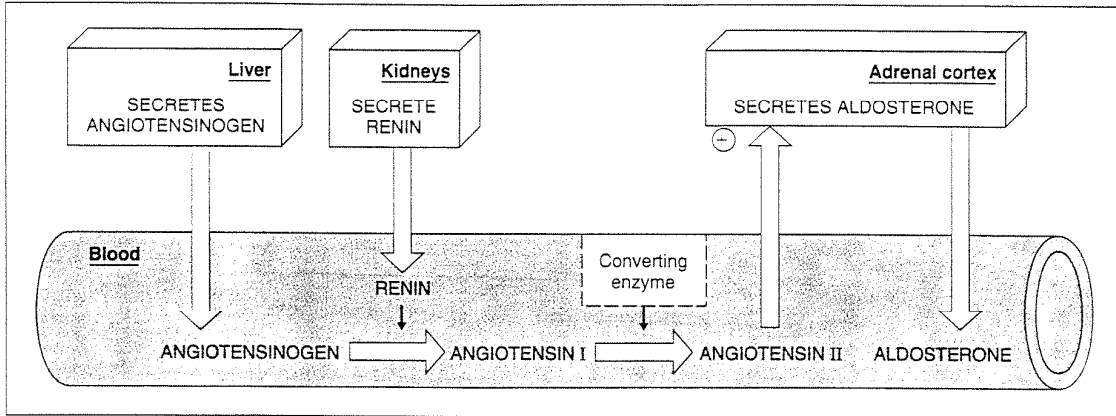 Liver
SECRETES
ANGIOTENSINOGEN
Kidneys
SECRETE
RENIN
Adrenal cortex
SECRETES ALDOSTERONE
+
Blood
RENIN
Converting
enzyme
ANGIOTENSINOGEN
ANGIOTENSIN I
ANGIOTENSIN II
ALDOSTERONE